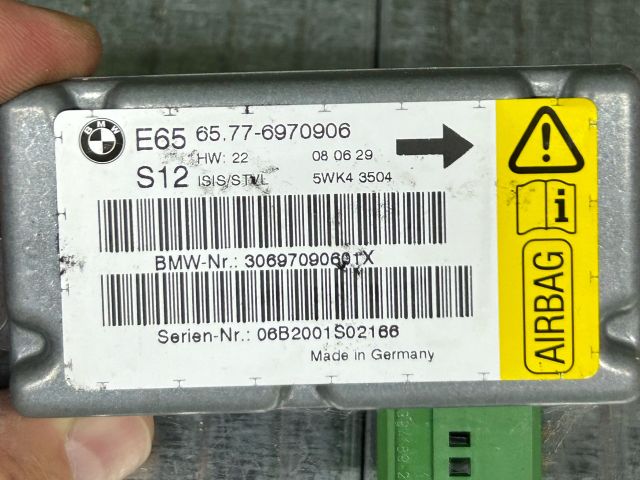 BMW
E65 65.77-6970906
HW: 22 08 06 29
S12 ISIS/STVL 5WK4 3504
BMW-Nr.: 30697090601X
Serien-Nr.: 06B2001S02166
Made in Germany
AIRBAG